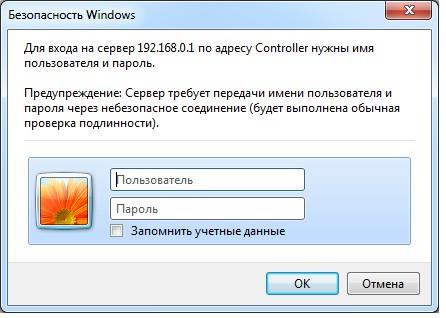 Безопасность Windows
Для входа на сервер 192.168.0.1 по адресу Controller нужны имя
пользователя и пароль.
Предупреждение: Сервер требует передачи имени пользователя и
пароля через небезопасное соединение (будет выполнена обычная
проверка подлинности).
Пользователь
Пароль
Запомнить учетные данные
ОК
Отмена